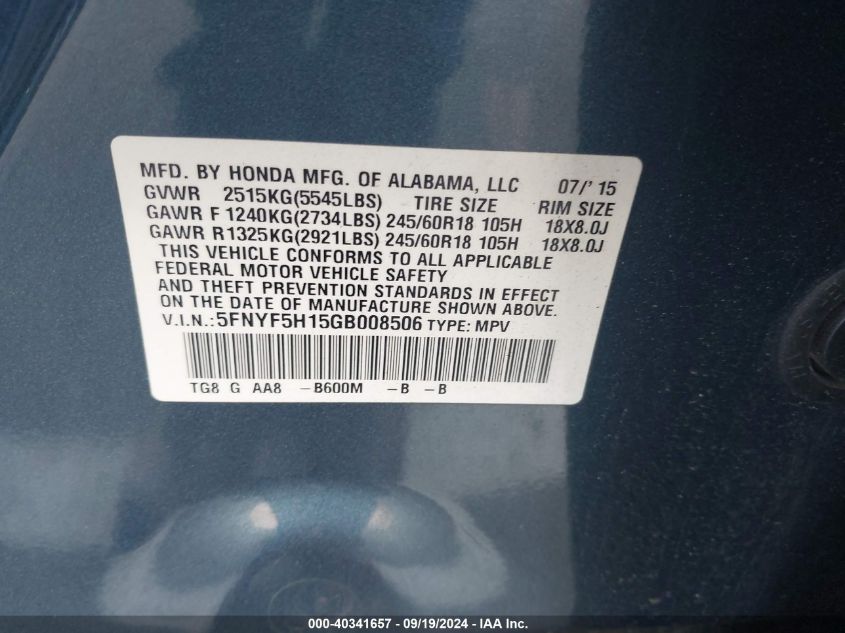 MFD. BY HONDA MFG. OF ALABAMA, LLC 07/' 15
GVWR 2515KG(5545LBS) TIRE SIZE RIM SIZE
GAWR F 1240KG(2734LBS) 245/60R18 105H 18X8.0J
GAWR R1325KG(2921LBS) 245/60R18 105H 18X8.0J
THIS VEHICLE CONFORMS TO ALL APPLICABLE
FEDERAL MOTOR VEHICLE SAFETY
AND THEFT PREVENTION STANDARDS IN EFFECT
ON THE DATE OF MANUFACTURE SHOWN ABOVE.
V.I.N.: 5FNYF5H15GB008506 TYPE: MPV
TG8 G AA8 -B600M -B -B
000-40341657 - 09/19/2024 - IAA Inc.